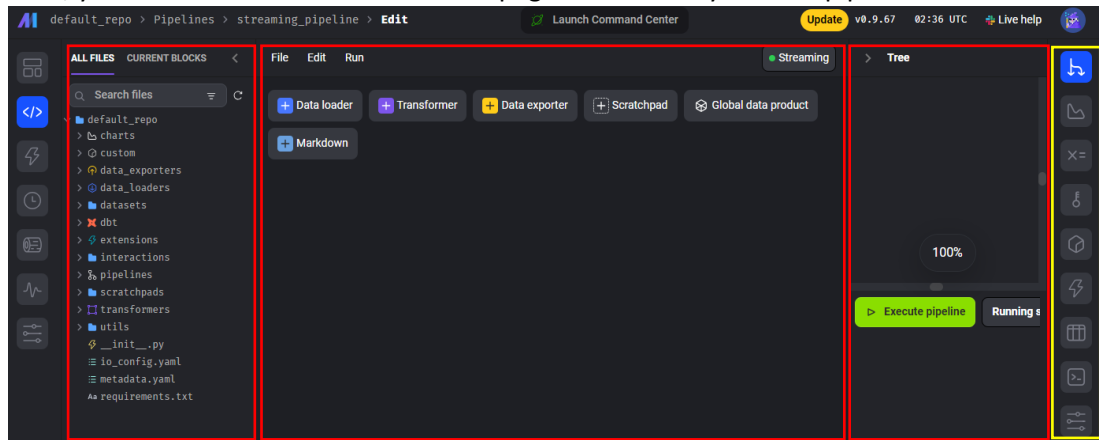 default_repo > Pipelines > streaming_pipeline > Edit
Launch Command Center
Update v0.9.67 02:36 UTC Live help
ALL FILES CURRENT BLOCKS <
Search files
default_repo
> charts
> custom
> data_exporters
> data_loaders
> datasets
> dbt
> extensions
> interactions
> pipelines
> scratchpads
> transformers
> utils
__init__.py
io_config.yaml
metadata.yaml
Aa requirements.txt
File Edit Run
Streaming
+ Data loader + Transformer + Data exporter + Scratchpad Global data product
+ Markdown
> Tree
100%
Execute pipeline Running s